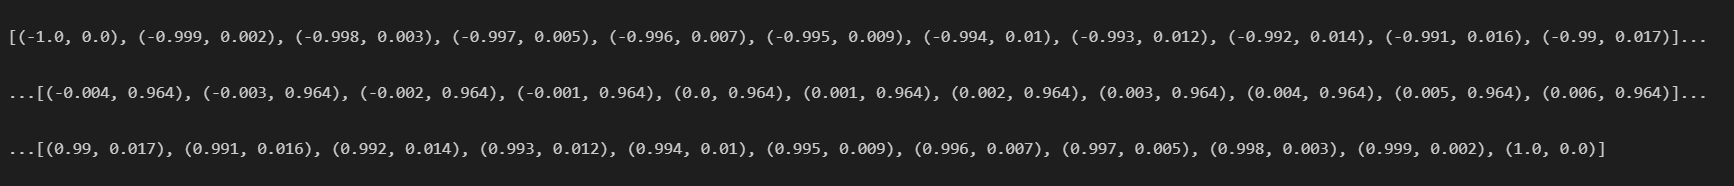 [(-1.0, 0.0), (-0.999, 0.002), (-0.998, 0.003), (-0.997, 0.005), (-0.996, 0.007), (-0.995, 0.009), (-0.994, 0.01), (-0.993, 0.012), (-0.992, 0.014), (-0.991, 0.016), (-0.99, 0.017)]...
...[(-0.004, 0.964), (-0.003, 0.964), (-0.002, 0.964), (-0.001, 0.964), (0.0, 0.964), (0.001, 0.964), (0.002, 0.964), (0.003, 0.964), (0.004, 0.964), (0.005, 0.964), (0.006, 0.964)]...
...[(0.99, 0.017), (0.991, 0.016), (0.992, 0.014), (0.993, 0.012), (0.994, 0.01), (0.995, 0.009), (0.996, 0.007), (0.997, 0.005), (0.998, 0.003), (0.999, 0.002), (1.0, 0.0)]